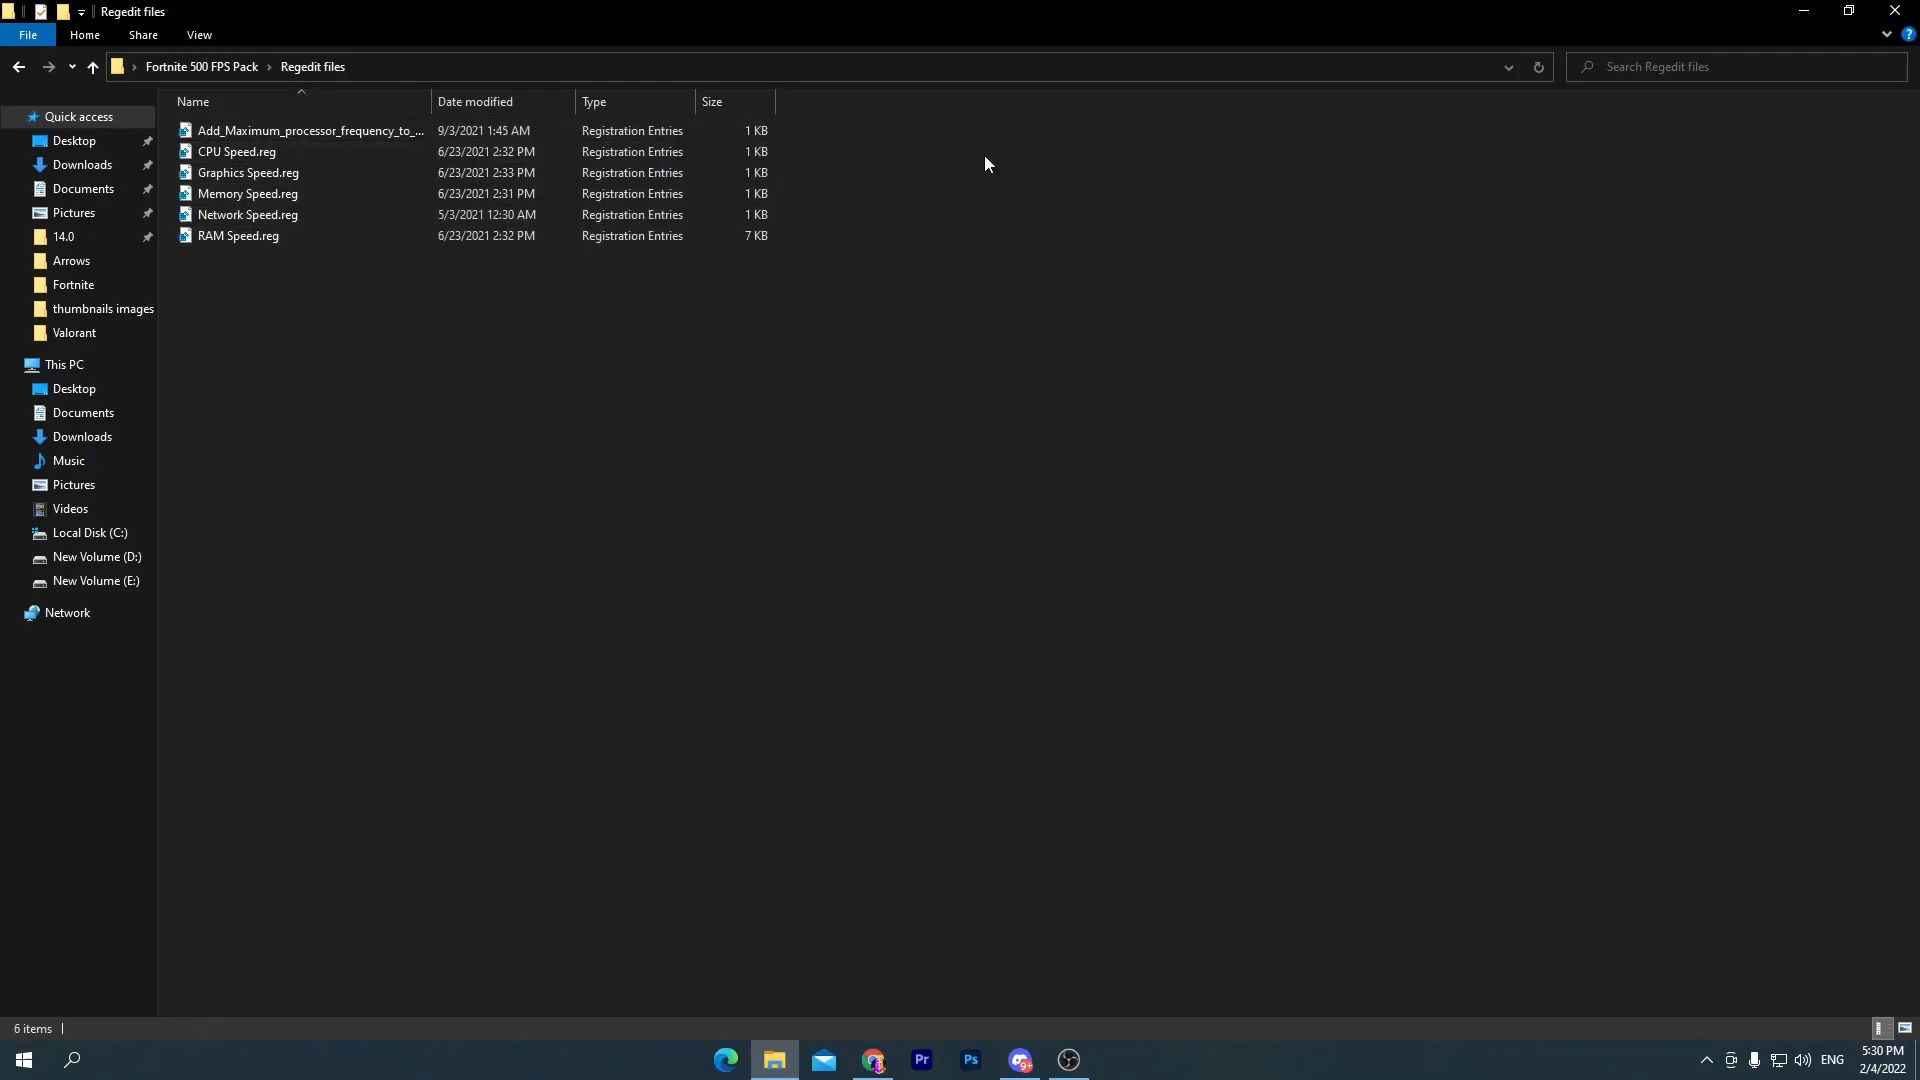 Regedit files
File Home Share View
Fortnite 500 FPS Pack Regedit files
Search Regedit files
Name Date modified Type Size
Add_Maximum_processor_frequency_to_... 9/3/2021 1:45 AM Registration Entries 1 KB
CPU Speed.reg 6/23/2021 2:32 PM Registration Entries 1 KB
Graphics Speed.reg 6/23/2021 2:33 PM Registration Entries 1 KB
Memory Speed.reg 6/23/2021 2:31 PM Registration Entries 1 KB
Network Speed.reg 5/3/2021 12:30 AM Registration Entries 1 KB
RAM Speed.reg 6/23/2021 2:32 PM Registration Entries 7 KB
Quick access
Desktop
Downloads
Documents
Pictures
14.0
Arrows
Fortnite
thumbnails images
Valorant
This PC
Desktop
Documents
Downloads
Music
Pictures
Videos
Local Disk (C:)
New Volume (D:)
New Volume (E:)
Network
6 items
Pr
Ps
9+
ENG
5:30 PM
2/4/2022